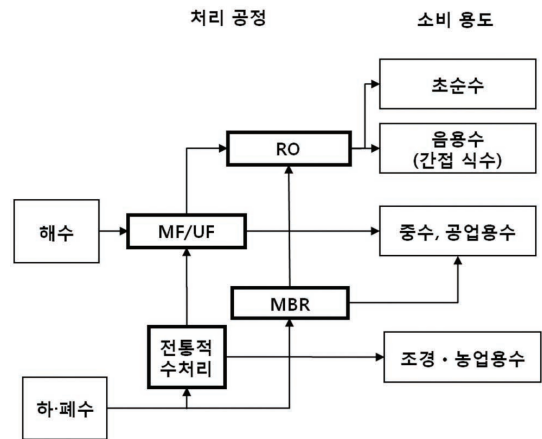 처리 공정
소비 용도
초순수
RO
음용수
(간접 식수)
해수
MF/UF
중수, 공업용수
MBR
전통적
수처리
조경・농업용수
하·폐수